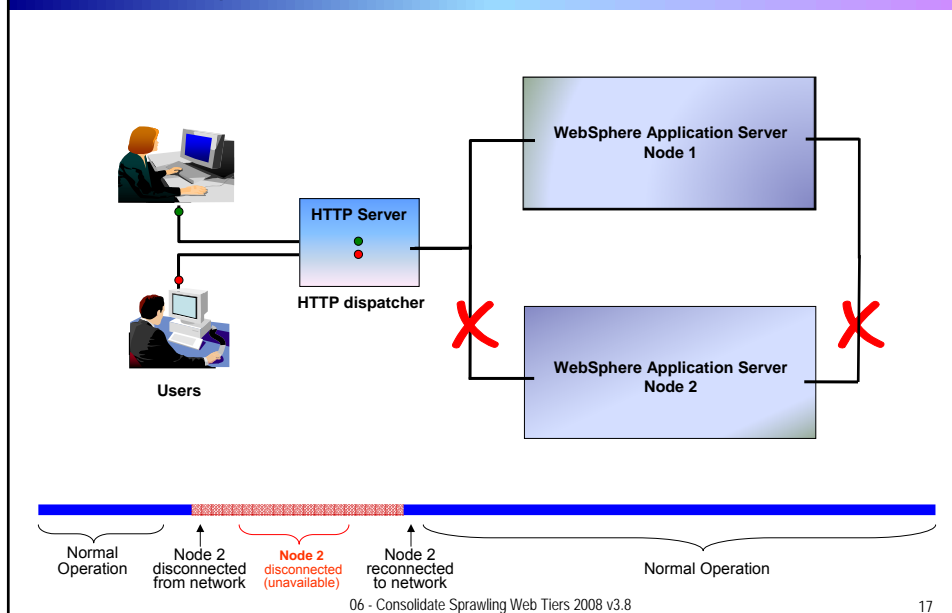 WebSphere Application Server
Node 1
HTTP Server
HTTP dispatcher
Users
WebSphere Application Server
Node 2
Normal
Operation
Node 2
disconnected
from network
Node 2
disconnected
(unavailable)
Node 2
reconnected
to network
Normal Operation
06 - Consolidate Sprawling Web Tiers 2008 v3.8
17